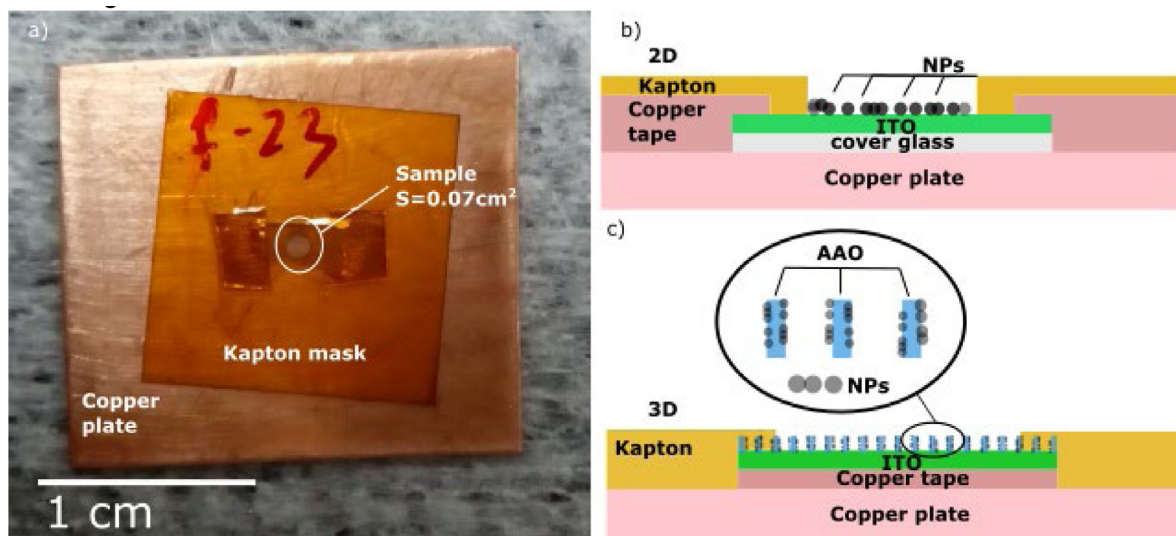 a)
f-23
Sample
S=0.07cm²
Kapton mask
Copper
plate
1 cm
b)
2D
NPs
Kapton
Copper
tape
ITO
cover glass
Copper plate
c)
AAO
NPs
3D
Kapton
ITO
Copper tape
Copper plate